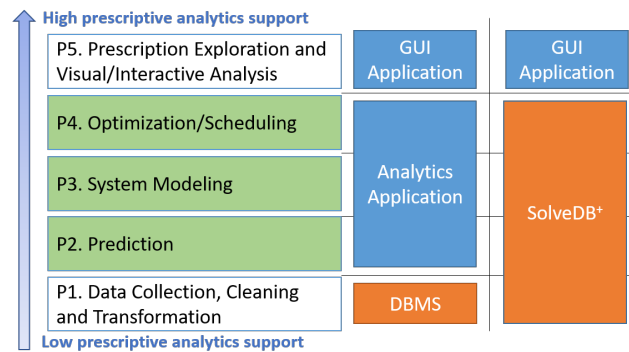 High prescriptive analytics support
P5. Prescription Exploration and
Visual/Interactive Analysis
GUI
Application
GUI
Application
P4. Optimization/Scheduling
P3. System Modeling
Analytics
Application
SolveDB⁺
P2. Prediction
P1. Data Collection, Cleaning
and Transformation
DBMS
Low prescriptive analytics support